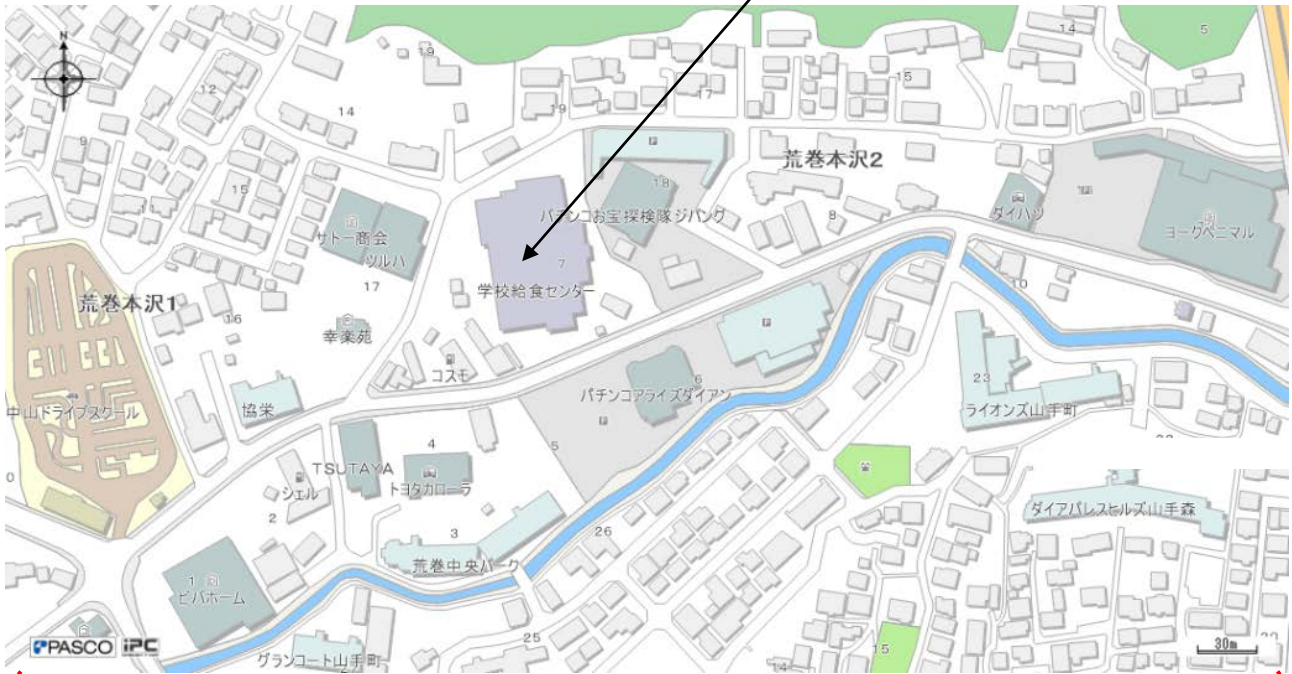 N
19
14
5
12
14
19
17
15
9
荒巻本沢2
15
18
パチンコお宝探検隊ジパング
11
サトー商会
ツルハ
8
ダイハツ
ヨークベニマル
7
学校給食センター
17
10
荒巻本沢1
16
幸楽苑
コスモ
6
23
中山ドライブスクール
協栄
パチンコアライズダイアン
ライオンズ山手町
4
5
TSUTAYA
トヨタカローラ
シェル
2
ダイアパレスヒルズ山手森
3
26
荒巻中央パーク
1
ビバホーム
25
PASCO iPC
グランコート山手町
14
15
30m